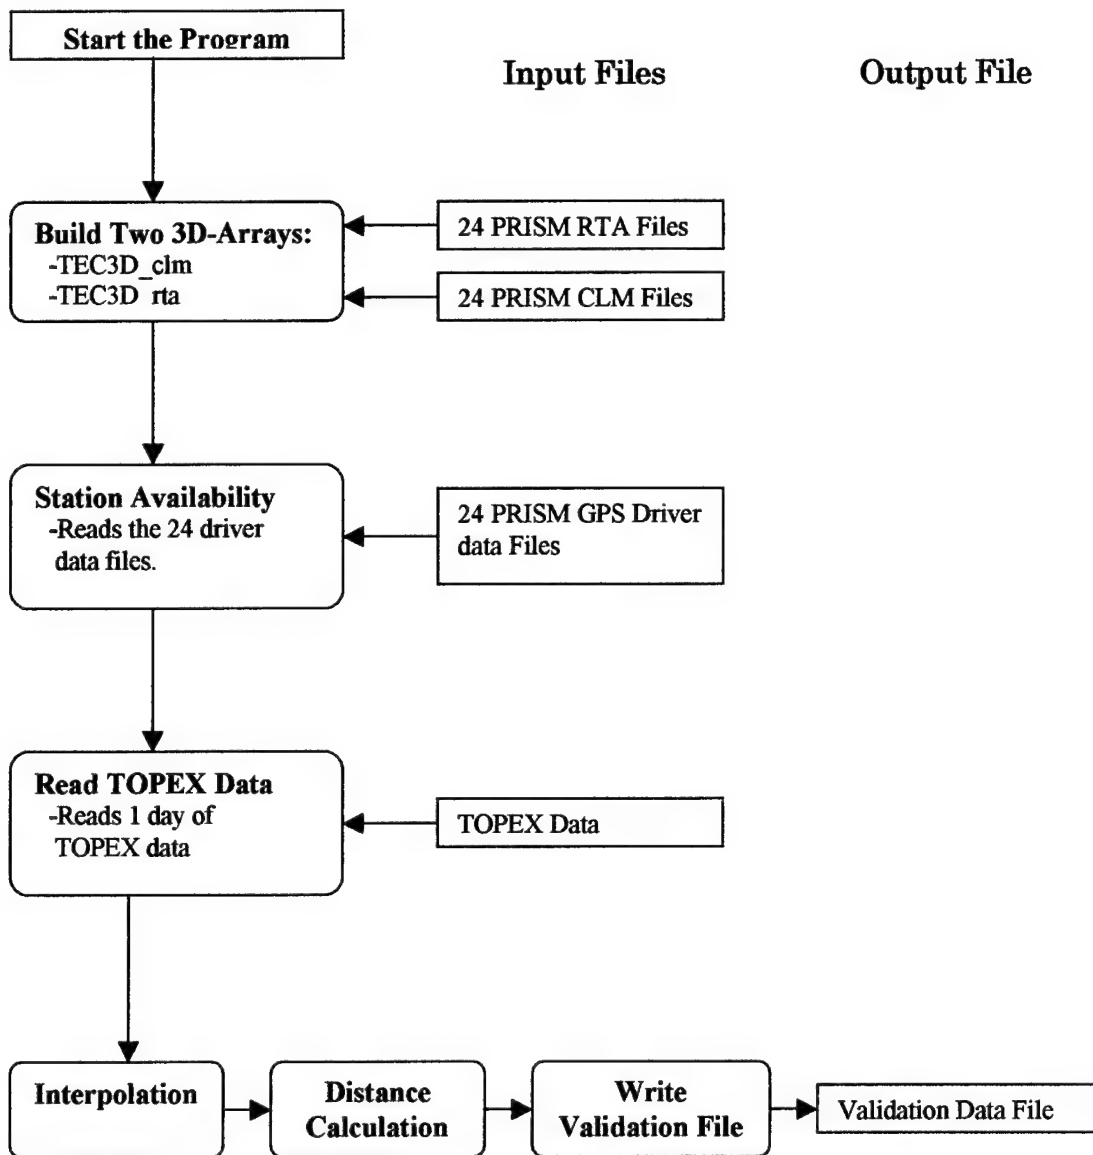 Start the Program
Input Files
Output File
Build Two 3D-Arrays:
-TEC3D_clm
-TEC3D rta
24 PRISM RTA Files
24 PRISM CLM Files
Station Availability
-Reads the 24 driver
data files.
24 PRISM GPS Driver
data Files
Read TOPEX Data
-Reads 1 day of
TOPEX data
TOPEX Data
Interpolation
Distance
Calculation
Write
Validation File
Validation Data File